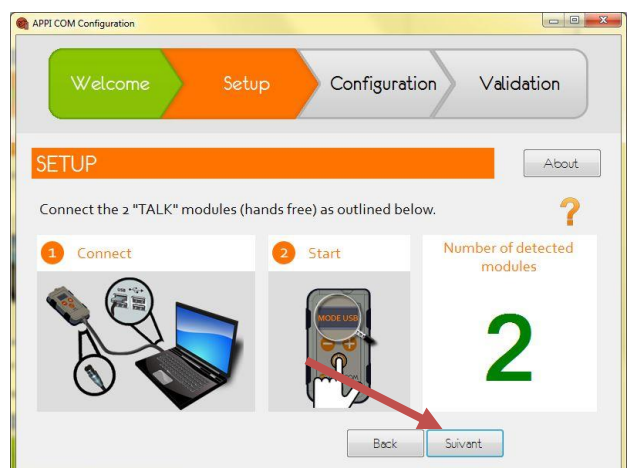 APPI COM Configuration
Welcome
Setup
Configuration
Validation
SETUP
About
Connect the 2 "TALK" modules (hands free) as outlined below.
?
1 Connect
2 Start
Number of detected
modules
MODE USB
2
Back
Suivant